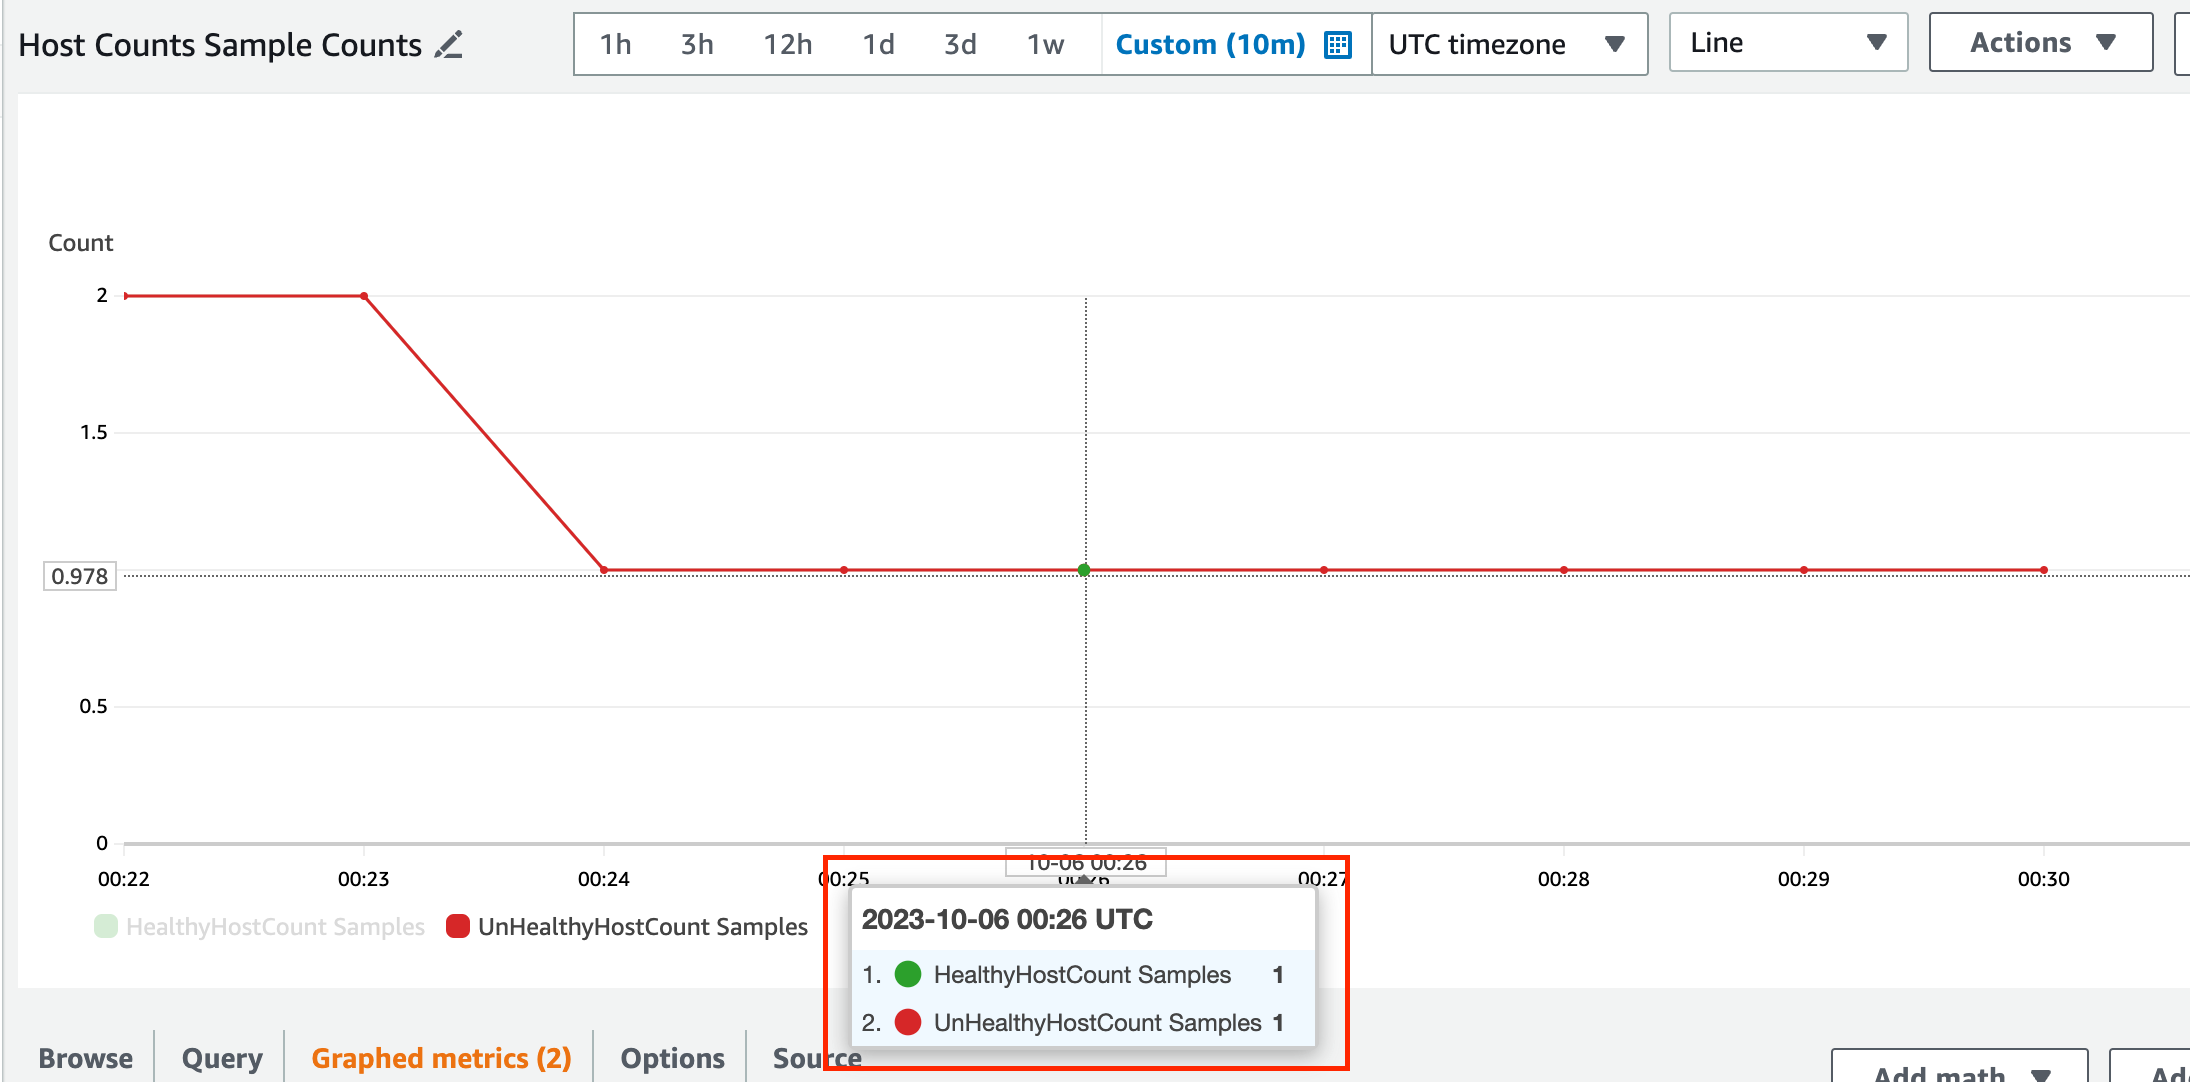 Host Counts Sample Counts
1h 3h 12h 1d 3d 1w Custom (10m) UTC timezone Line Actions
Count
2
1.5
0.978
0.5
0
10-06 00:26
00:22 00:23 00:24 00:25 00:26 00:27 00:28 00:29 00:30
HealthyHostCount Samples UnHealthyHostCount Samples
2023-10-06 00:26 UTC
1. HealthyHostCount Samples 1
2. UnHealthyHostCount Samples 1
Browse Query Graphed metrics (2) Options Source
Add math